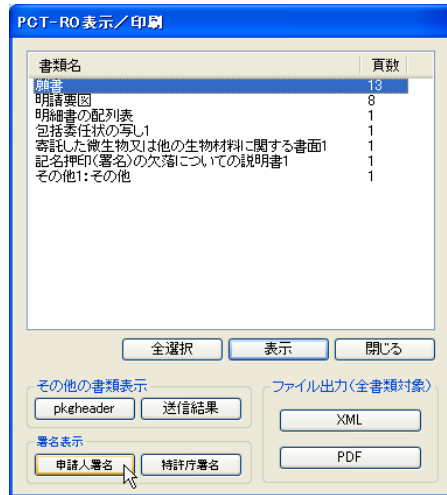 PCT-RO表示／印刷
書類名 頁数
願書 13
明請要図 8
明細書の配列表 1
包括委任状の写し1 1
寄託した微生物又は他の生物材料に関する書面1 1
記名押印(署名)の欠落についての説明書1 1
その他1:その他 1
全選択 表示 閉じる
その他の書類表示 ファイル出力(全書類対象)
pkgheader 送信結果 XML
署名表示
申請人署名 特許庁署名 PDF